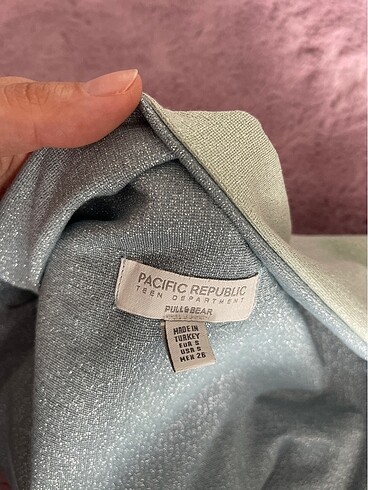 PACIFIC REPUBLIC
TEEN DEPARTMENT
PULL&BEAR
MADE IN
TURKEY
EUR S
USA S
MEX 26